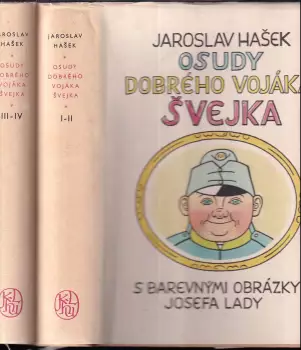 JAROSLAV
HAŠEK
OSUDY
DOBRÉHO
VOJÁKA
ŠVEJKA
III-IV
JAROSLAV
HAŠEK
OSUDY
DOBRÉHO
VOJÁKA
ŠVEJKA
I-II
JAROSLAV HAŠEK
OSUDY
DOBRÉHO VOJÁKA
ŠVEJKA
S BAREVNÝMI OBRÁZKY
JOSEFA LADY